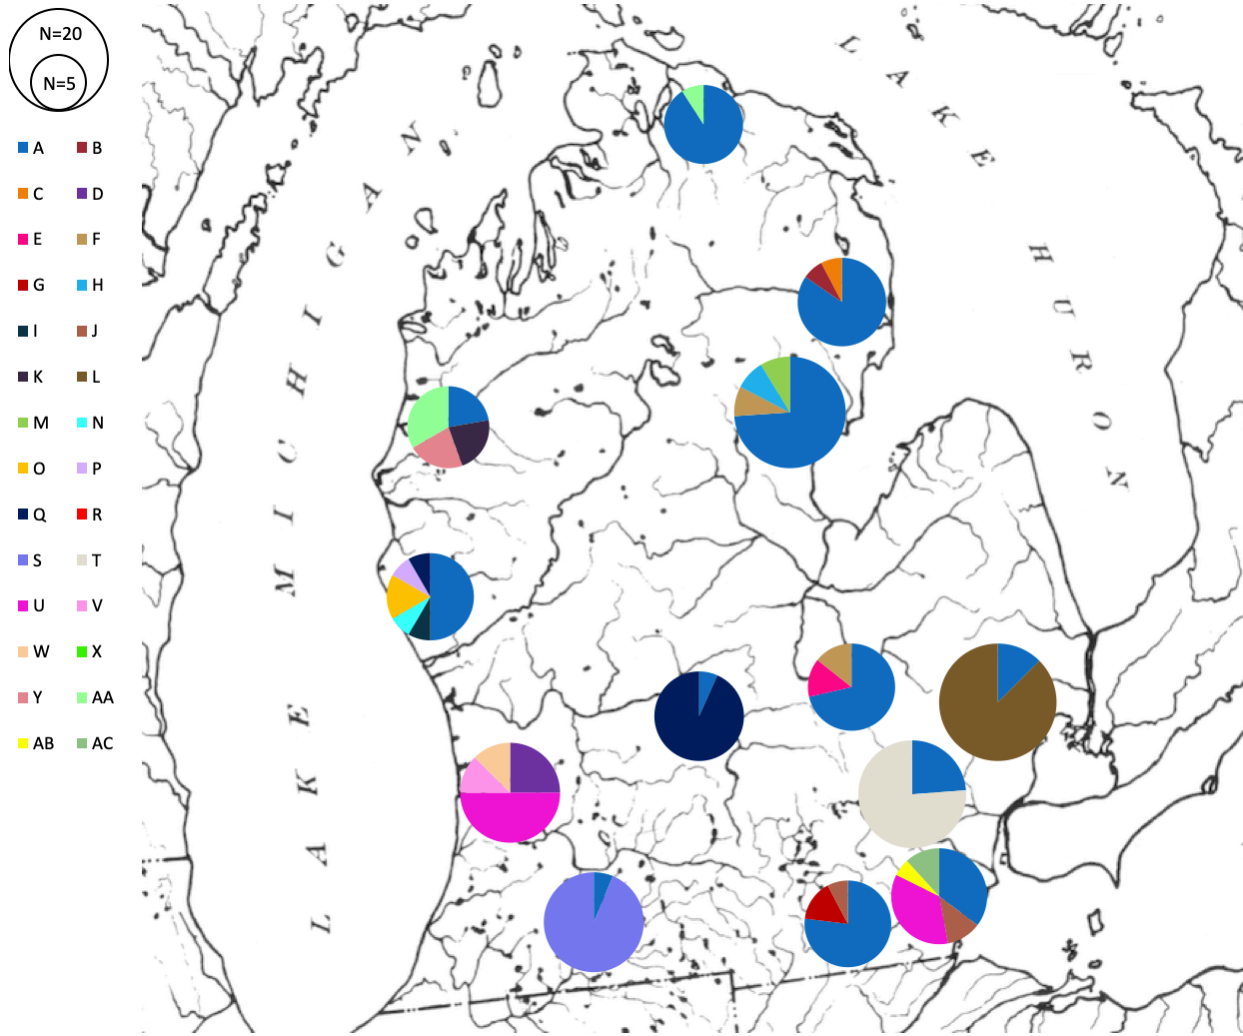 N=20
N=5
A B
C D
E F
G H
I J
K L
M N
O P
Q R
S T
U V
W X
Y AA
AB AC
LAKE MICHIGAN
LAKE HURON